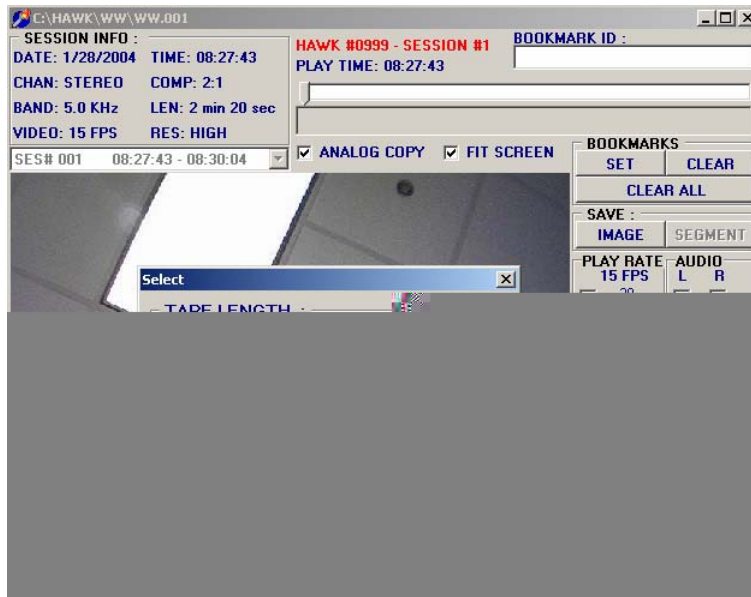 C:\HAWK\WW\WW.001
SESSION INFO :
DATE: 1/28/2004 TIME: 08:27:43
CHAN: STEREO COMP: 2:1
BAND: 5.0 KHz LEN: 2 min 20 sec
VIDEO: 15 FPS RES: HIGH
SES# 001 08:27:43 - 08:30:04
HAWK #0999 - SESSION #1
PLAY TIME: 08:27:43
BOOKMARK ID :
ANALOG COPY FIT SCREEN
BOOKMARKS
SET CLEAR
CLEAR ALL
SAVE :
IMAGE SEGMENT
PLAY RATE AUDIO
15 FPS L R
Select
TAPE LENGTH :